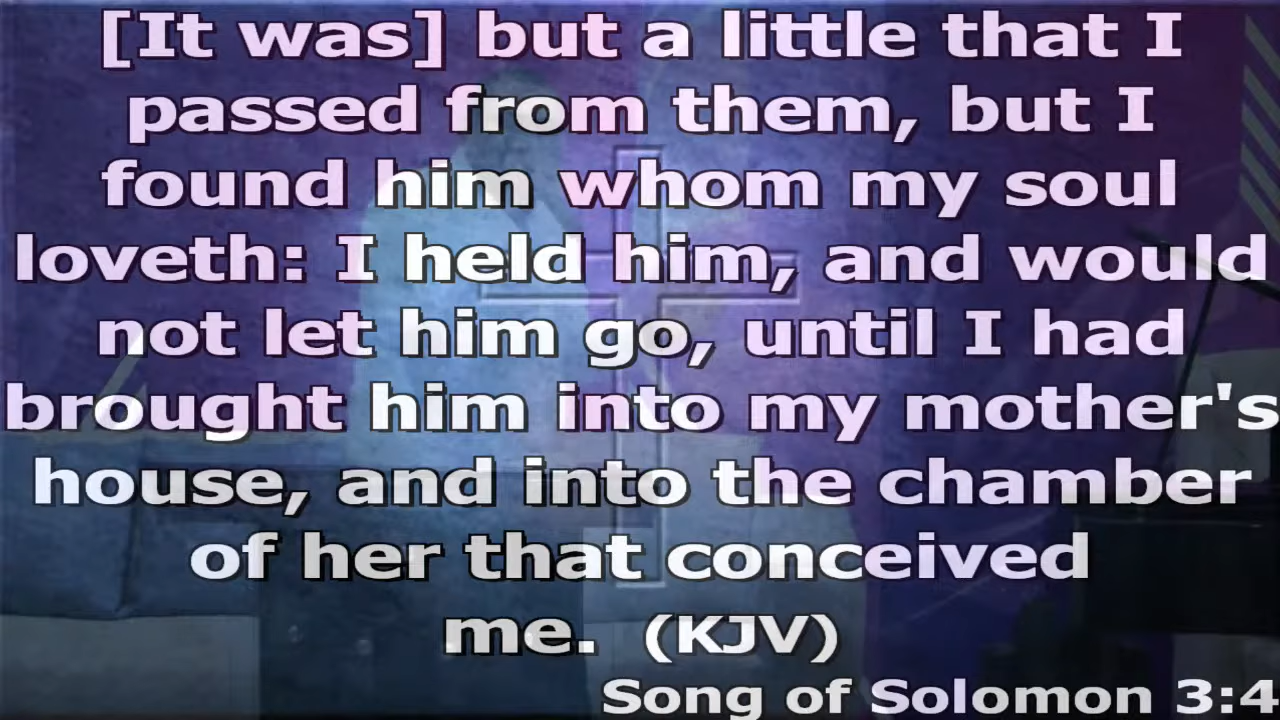 [It was] but a little that I
passed from them, but I
found him whom my soul
loveth: I held him, and would
not let him go, until I had
brought him into my mother's
house, and into the chamber
of her that conceived
me. (KJV)
Song of Solomon 3:4